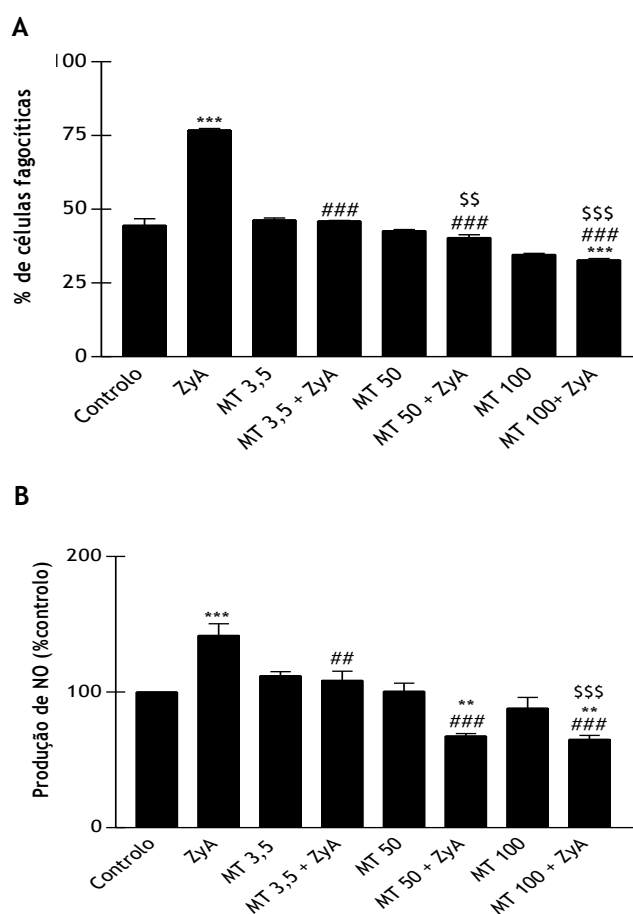 A
% de células fagocíticas
100
75
50
25
0
***
###
$$
###
$$$
###
***
Controlo
ZyA
MT 3,5
MT 3,5 + ZyA
MT 50
MT 50 + ZyA
MT 100
MT 100+ ZyA
B
Produção de NO (%controlo)
200
100
0
***
##
**
###
$$$
**
###
Controlo
ZyA
MT 3,5
MT 3,5 + ZyA
MT 50
MT 50 + ZyA
MT 100
MT 100 + ZyA